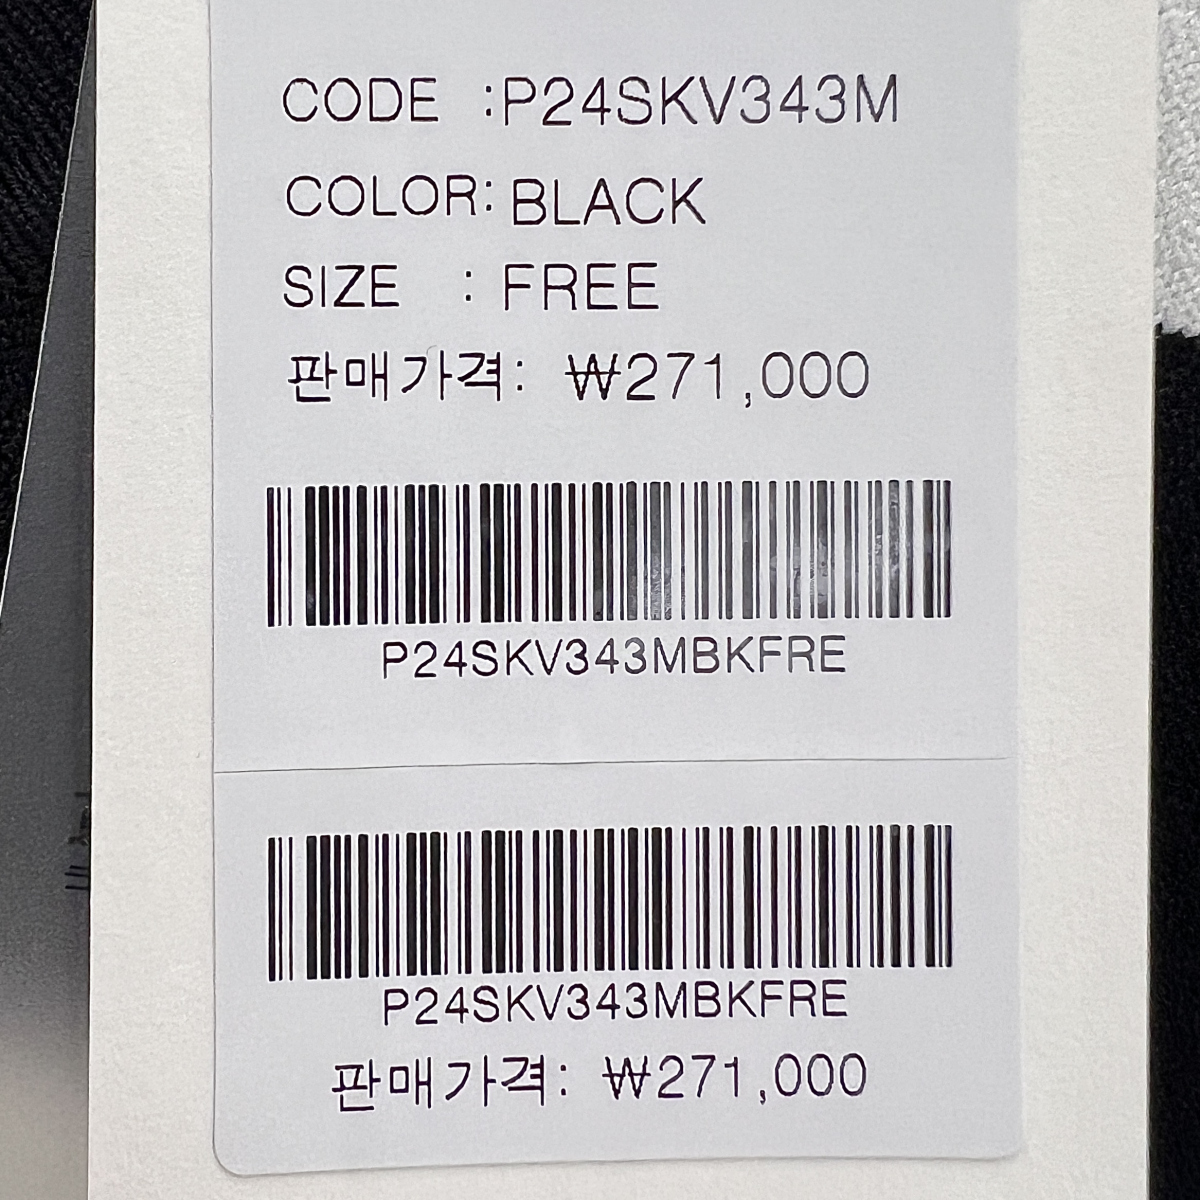 CODE :P24SKV343M
COLOR: BLACK
SIZE : FREE
판매가격: ₩271,000
P24SKV343MBKFRE
P24SKV343MBKFRE
판매가격: ₩271,000